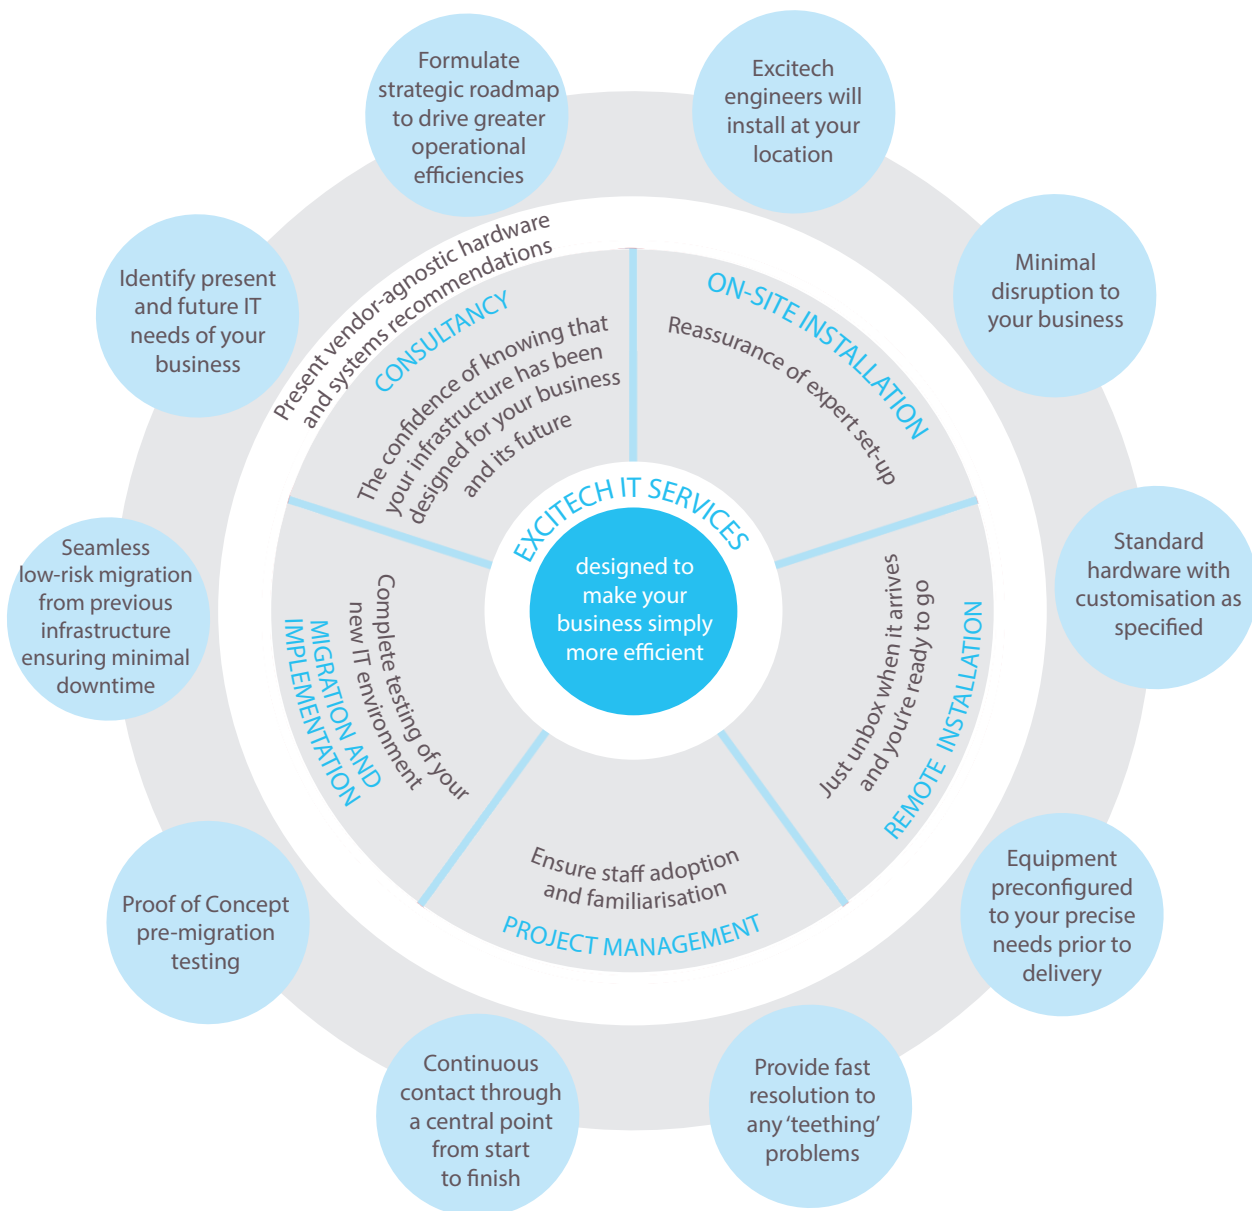 Formulate
strategic roadmap
to drive greater
operational
efficiencies
Excitech
engineers will
install at your
location
Identify present
and future IT
needs of your
business
Minimal
disruption to
your business
Present vendor-agnostic hardware
and systems recommendations
CONSULTANCY
The confidence of knowing that
your infrastructure has been
designed for your business
and its future
ON-SITE INSTALLATION
Reassurance of expert set-up
EXCITECH IT SERVICES
designed to
make your
business simply
more efficient
Seamless
low-risk migration
from previous
infrastructure
ensuring minimal
downtime
Complete testing of your
new IT environment
MIGRATION AND
IMPLEMENTATION
Just unbox when it arrives
and you’re ready to go
REMOTE INSTALLATION
Standard
hardware with
customisation as
specified
Ensure staff adoption
and familiarisation
PROJECT MANAGEMENT
Proof of Concept
pre-migration
testing
Equipment
preconfigured
to your precise
needs prior to
delivery
Continuous
contact through
a central point
from start
to finish
Provide fast
resolution to
any ‘teething’
problems